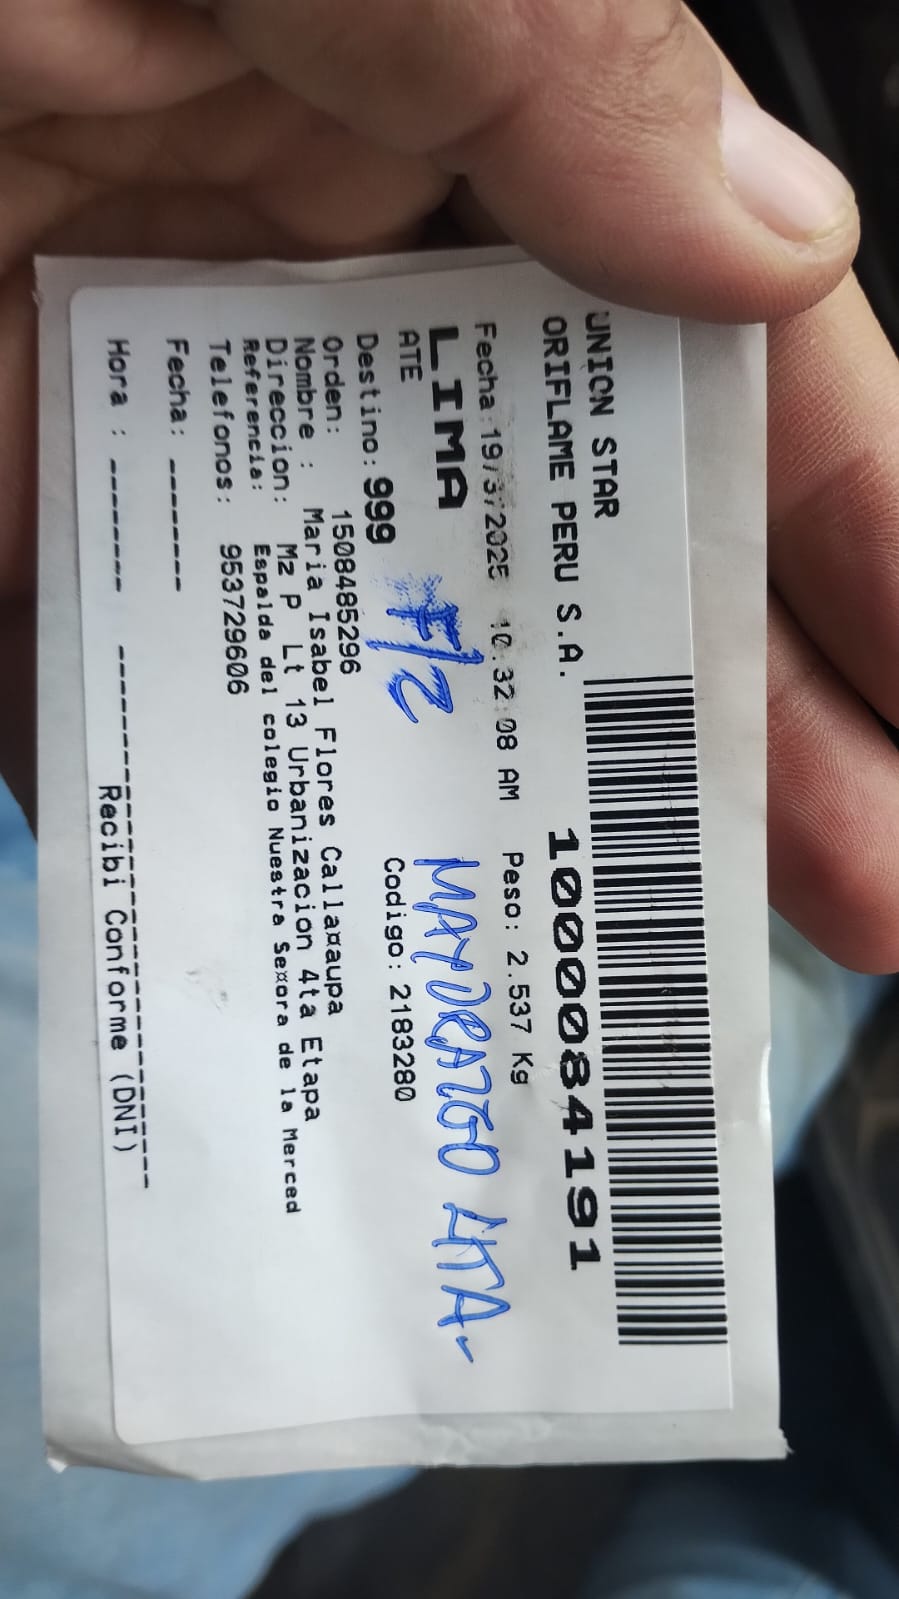 UNION STAR
ORIFLAME PERU S.A.
1000084191
Fecha:19/3/2025 10:32:08 AM Peso: 2.537 Kg
LIMA
MAYORAZGO 4TA-
ATE
F/2
Codigo: 2183280
Destino: 999
Orden: 1508485296
Nombre : Maria Isabel Flores Calla¤aupa
Direccion: Mz P Lt 13 Urbanizacion 4ta Etapa
Referencia: Espalda del colegio Nuestra Se¤ora de la Merced
Telefonos: 953729606
Fecha: -------
Hora : --------
Recibi Conforme (DNI)